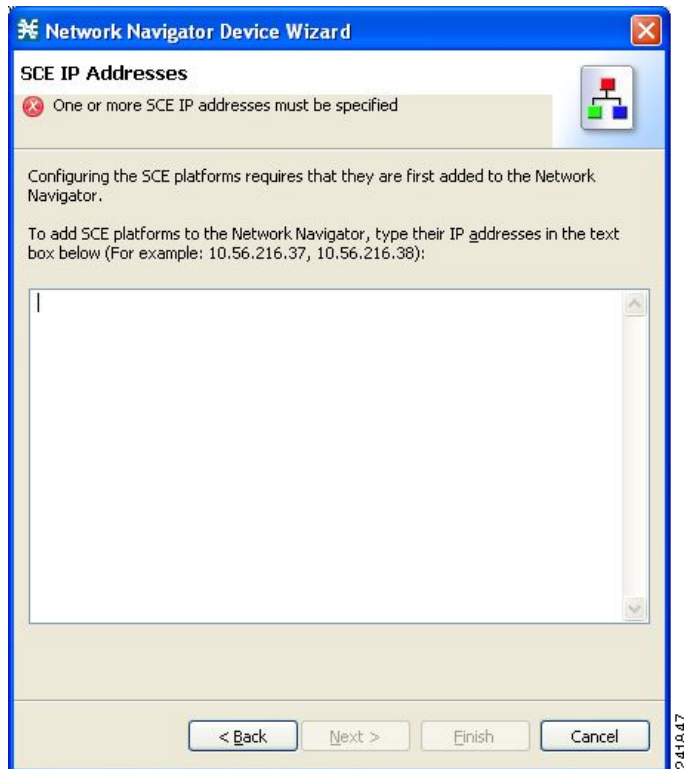 Network Navigator Device Wizard
SCE IP Addresses
One or more SCE IP addresses must be specified
Configuring the SCE platforms requires that they are first added to the Network
Navigator.
To add SCE platforms to the Network Navigator, type their IP addresses in the text
box below (For example: 10.56.216.37, 10.56.216.38):
< Back
Next >
Finish
Cancel
241847